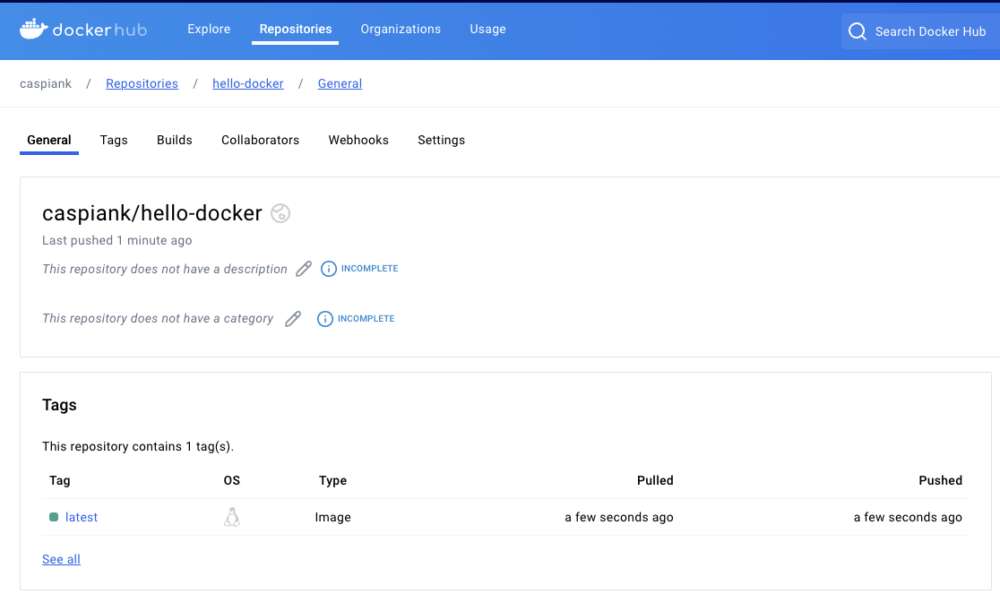 dockerhub Explore Repositories Organizations Usage Search Docker Hub
caspiank / Repositories / hello-docker / General
General Tags Builds Collaborators Webhooks Settings
caspiank/hello-docker
Last pushed 1 minute ago
This repository does not have a description INCOMPLETE
This repository does not have a category INCOMPLETE
Tags
This repository contains 1 tag(s).
Tag OS Type Pulled Pushed
latest Image a few seconds ago a few seconds ago
See all